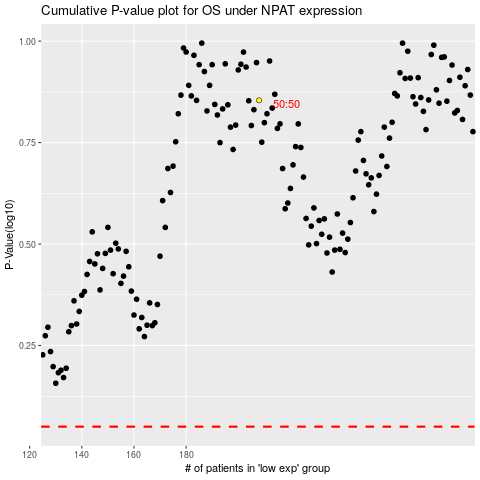 Cumulative P-value plot for OS under NPAT expression
1.00
50:50
0.75
P-Value(log10)
0.50
0.25
120 140 160 180
# of patients in 'low exp' group